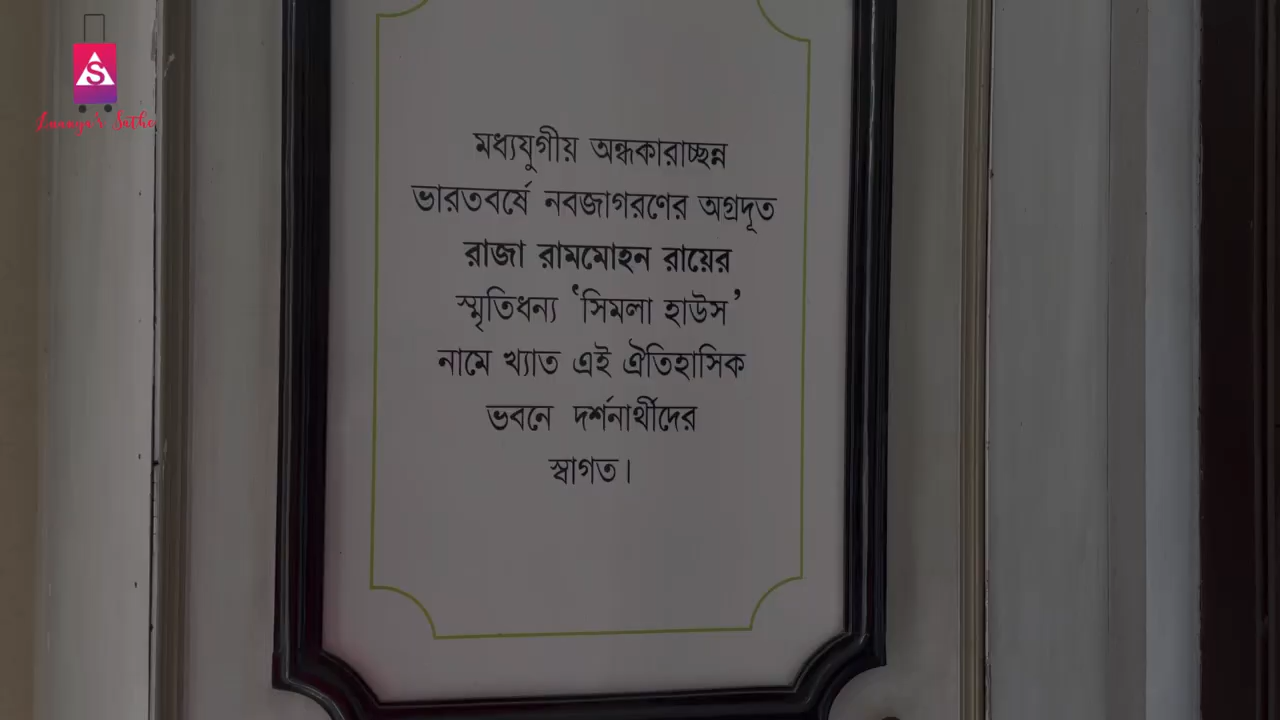 S
মধ্যযুগীয় অন্ধকারাচ্ছন্ন
ভারতবর্ষে নবজাগরণের অগ্রদূত
রাজা রামমোহন রায়ের
স্মৃতিধন্য ‘সিমলা হাউস’
নামে খ্যাত এই ঐতিহাসিক
ভবনে দর্শনার্থীদের
স্বাগত।